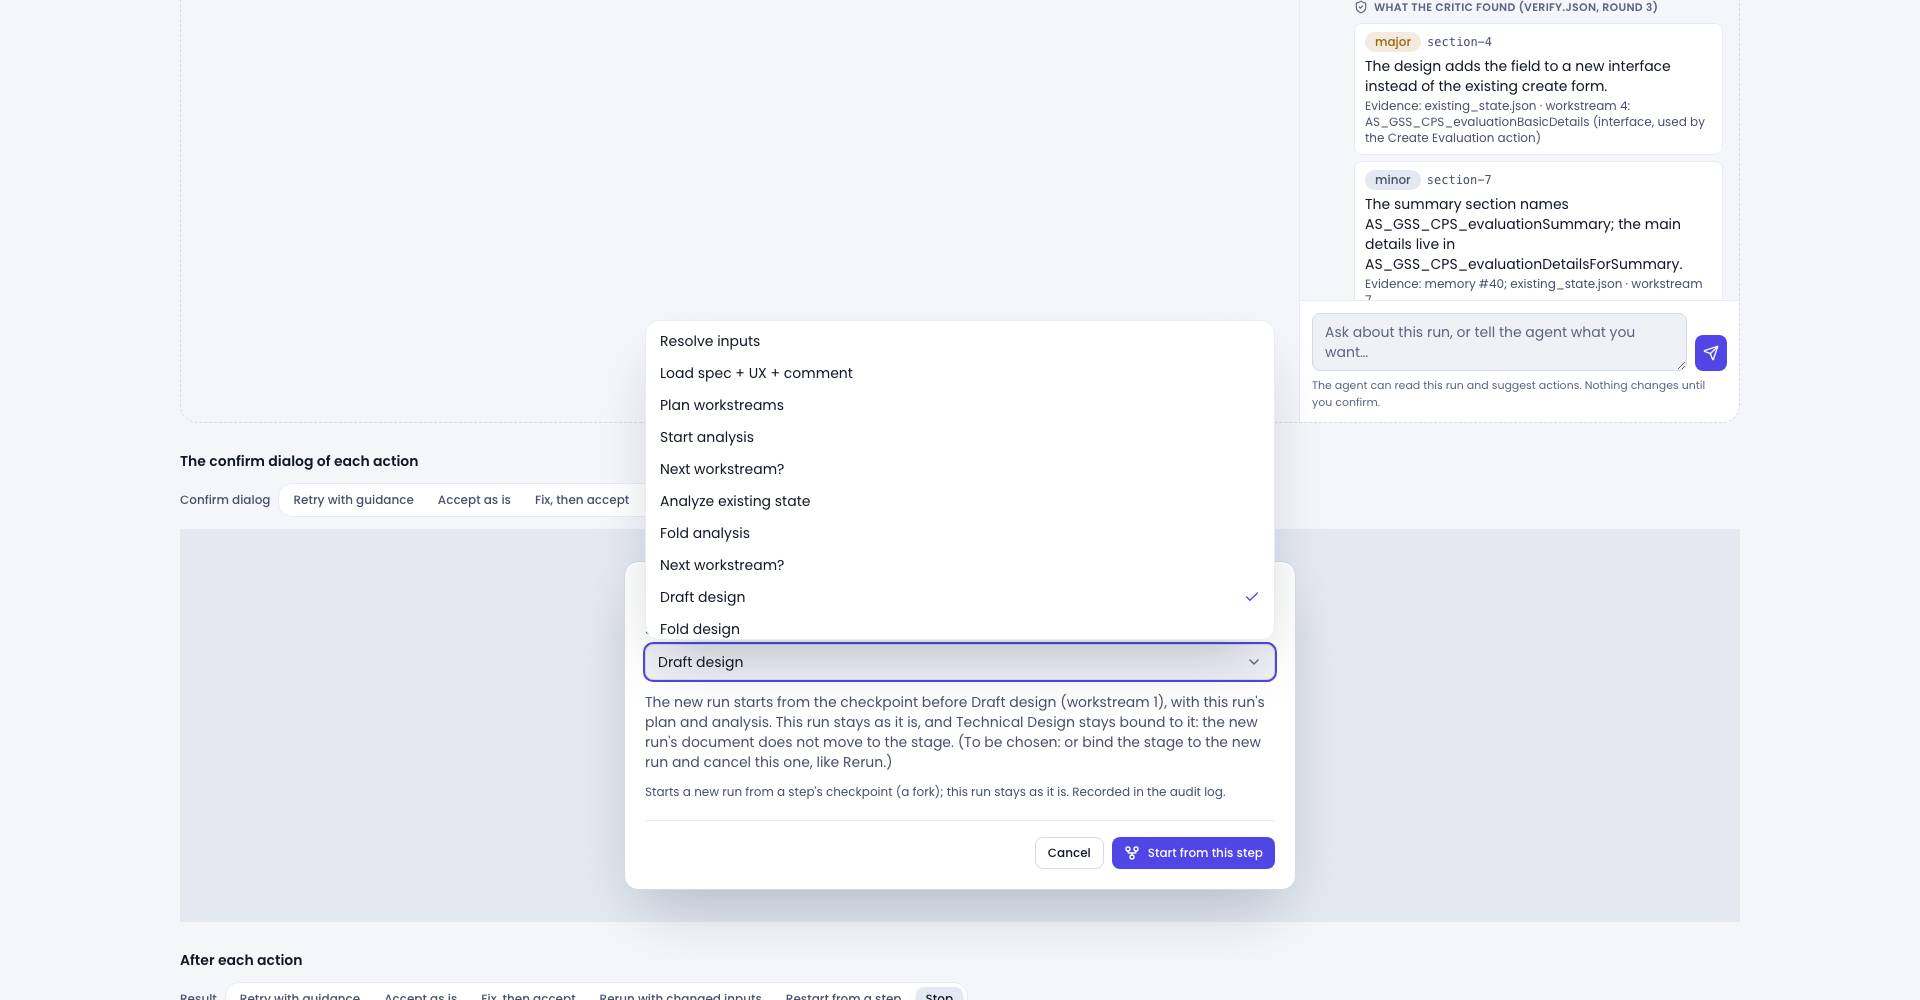 WHAT THE CRITIC FOUND (VERIFY.JSON, ROUND 3)
major section-4
The design adds the field to a new interface
instead of the existing create form.
Evidence: existing_state.json · workstream 4:
AS_GSS_CPS_evaluationBasicDetails (interface, used by
the Create Evaluation action)
minor section-7
The summary section names
AS_GSS_CPS_evaluationSummary; the main
details live in
AS_GSS_CPS_evaluationDetailsForSummary.
Evidence: memory #40; existing_state.json · workstream
7
Ask about this run, or tell the agent what you
want…
The agent can read this run and suggest actions. Nothing changes until
you confirm.
The confirm dialog of each action
Confirm dialog Retry with guidance Accept as is Fix, then accept
Resolve inputs
Load spec + UX + comment
Plan workstreams
Start analysis
Next workstream?
Analyze existing state
Fold analysis
Next workstream?
Draft design
Fold design
Draft design
The new run starts from the checkpoint before Draft design (workstream 1), with this run's
plan and analysis. This run stays as it is, and Technical Design stays bound to it: the new
run's document does not move to the stage. (To be chosen: or bind the stage to the new
run and cancel this one, like Rerun.)
Starts a new run from a step's checkpoint (a fork); this run stays as it is. Recorded in the audit log.
Cancel Start from this step
After each action
Result Retry with guidance Accept as is Fix, then accept Rerun with changed inputs Restart from a step Stop